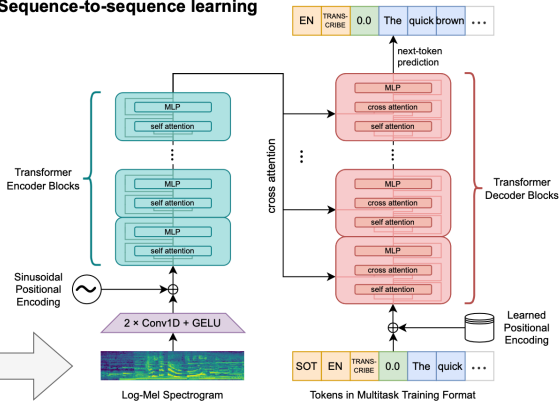 Sequence-to-sequence learning
EN TRANS-CRIBE 0.0 The quick brown ...
next-token
prediction
MLP
self attention
...
MLP
self attention
MLP
self attention
Transformer
Encoder Blocks
cross attention
...
MLP
cross attention
self attention
...
MLP
cross attention
self attention
MLP
cross attention
self attention
Transformer
Decoder Blocks
Sinusoidal
Positional
Encoding
2 × Conv1D + GELU
Learned
Positional
Encoding
SOT EN TRANS-CRIBE 0.0 The quick ...
Log-Mel Spectrogram
Tokens in Multitask Training Format